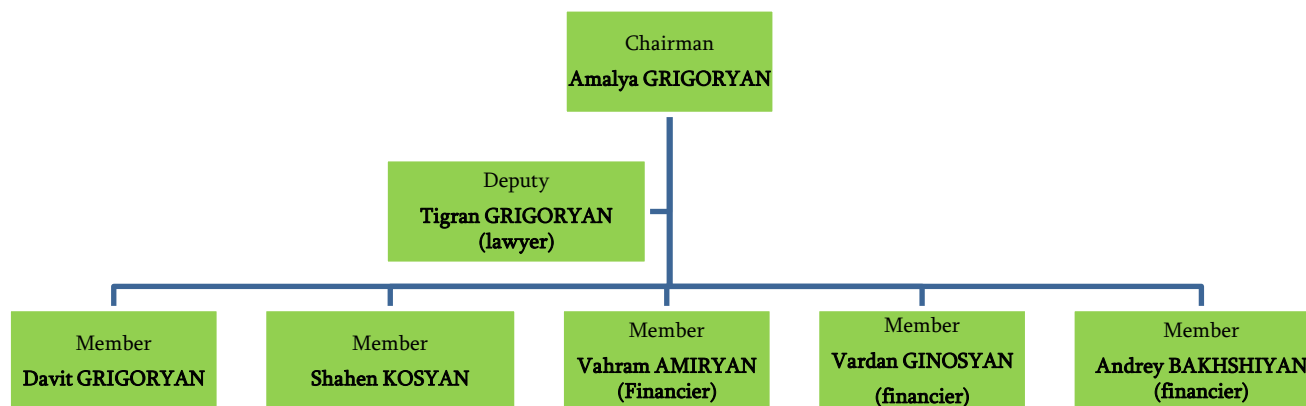 Chairman
Amalya GRIGORYAN
Deputy
Tigran GRIGORYAN
(lawyer)
Member
Davit GRIGORYAN
Member
Shahen KOSYAN
Member
Vahram AMIRYAN
(Financier)
Member
Vardan GINOSYAN
(financier)
Member
Andrey BAKHSHIYAN
(financier)